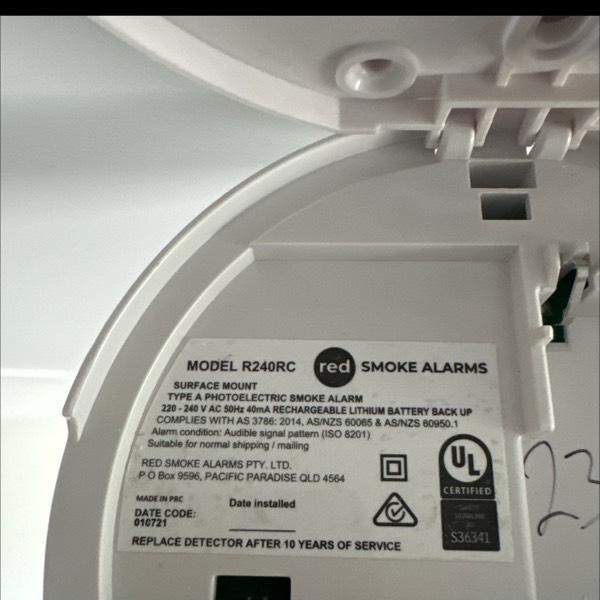 MODEL R240RC red SMOKE ALARMS
SURFACE MOUNT
TYPE A PHOTOELECTRIC SMOKE ALARM
220 - 240 V AC 50Hz 40mA RECHARGEABLE LITHIUM BATTERY BACK UP
COMPLIES WITH AS 3786: 2014, AS/NZS 60065 & AS/NZS 60950.1
Alarm condition: Audible signal pattern (ISO 8201)
Suitable for normal shipping / mailing
RED SMOKE ALARMS PTY. LTD.
P O Box 9596, PACIFIC PARADISE QLD 4564
MADE IN PRC
DATE CODE:
010721
Date installed
REPLACE DETECTOR AFTER 10 YEARS OF SERVICE
UL
CERTIFIED
SAFETY
S36341
23